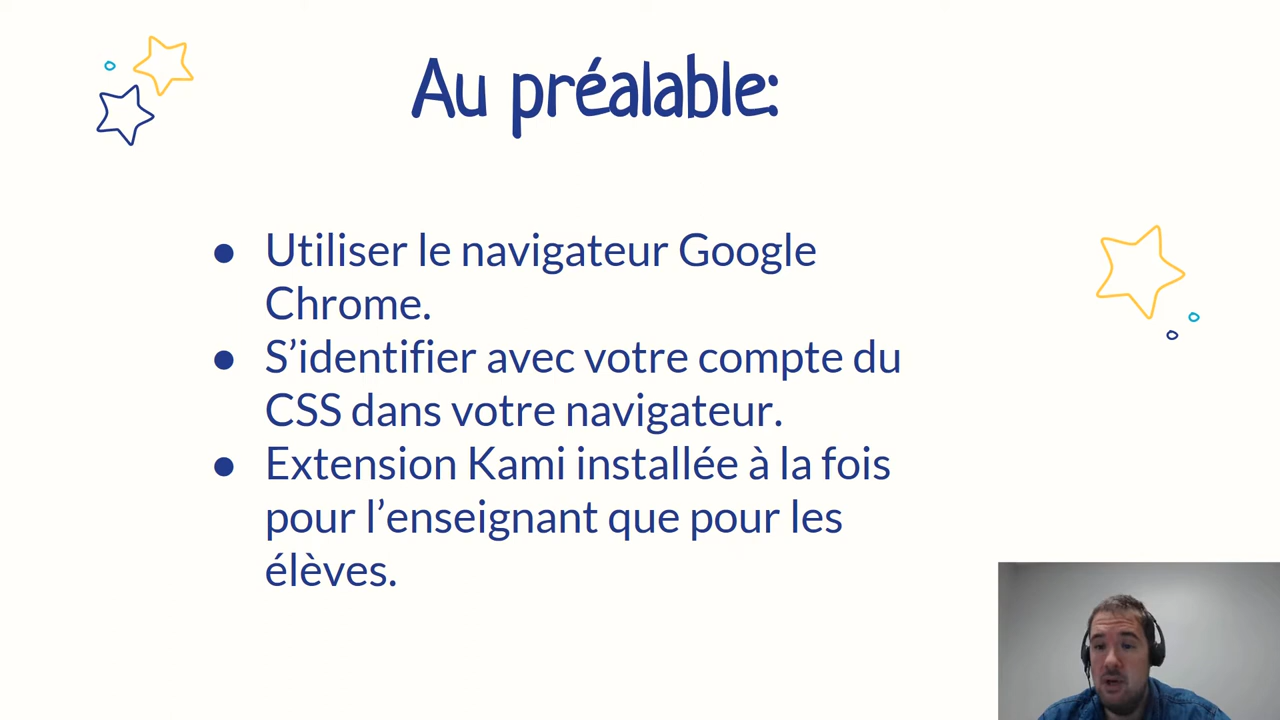 Au préalable:
● Utiliser le navigateur Google
Chrome.
● S’identifier avec votre compte du
CSS dans votre navigateur.
● Extension Kami installée à la fois
pour l’enseignant que pour les
élèves.